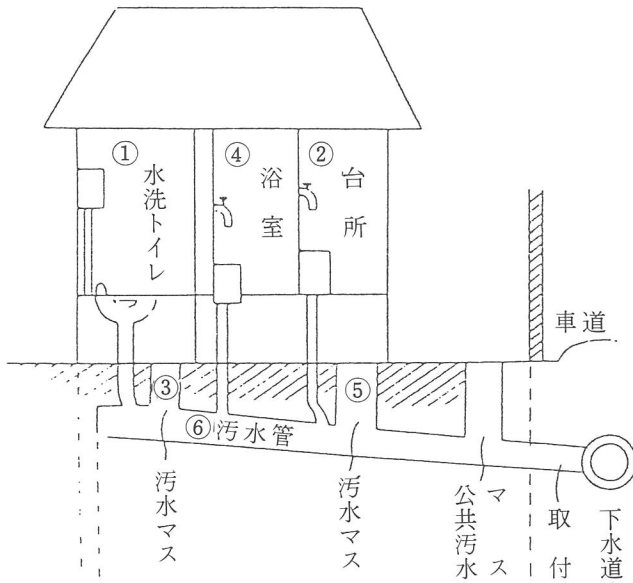 ①
水洗トイレ
④
浴室
②
台所
車道
③
⑤
⑥汚水管
汚水マス
汚水マス
公共汚水
マス
取付
下水道